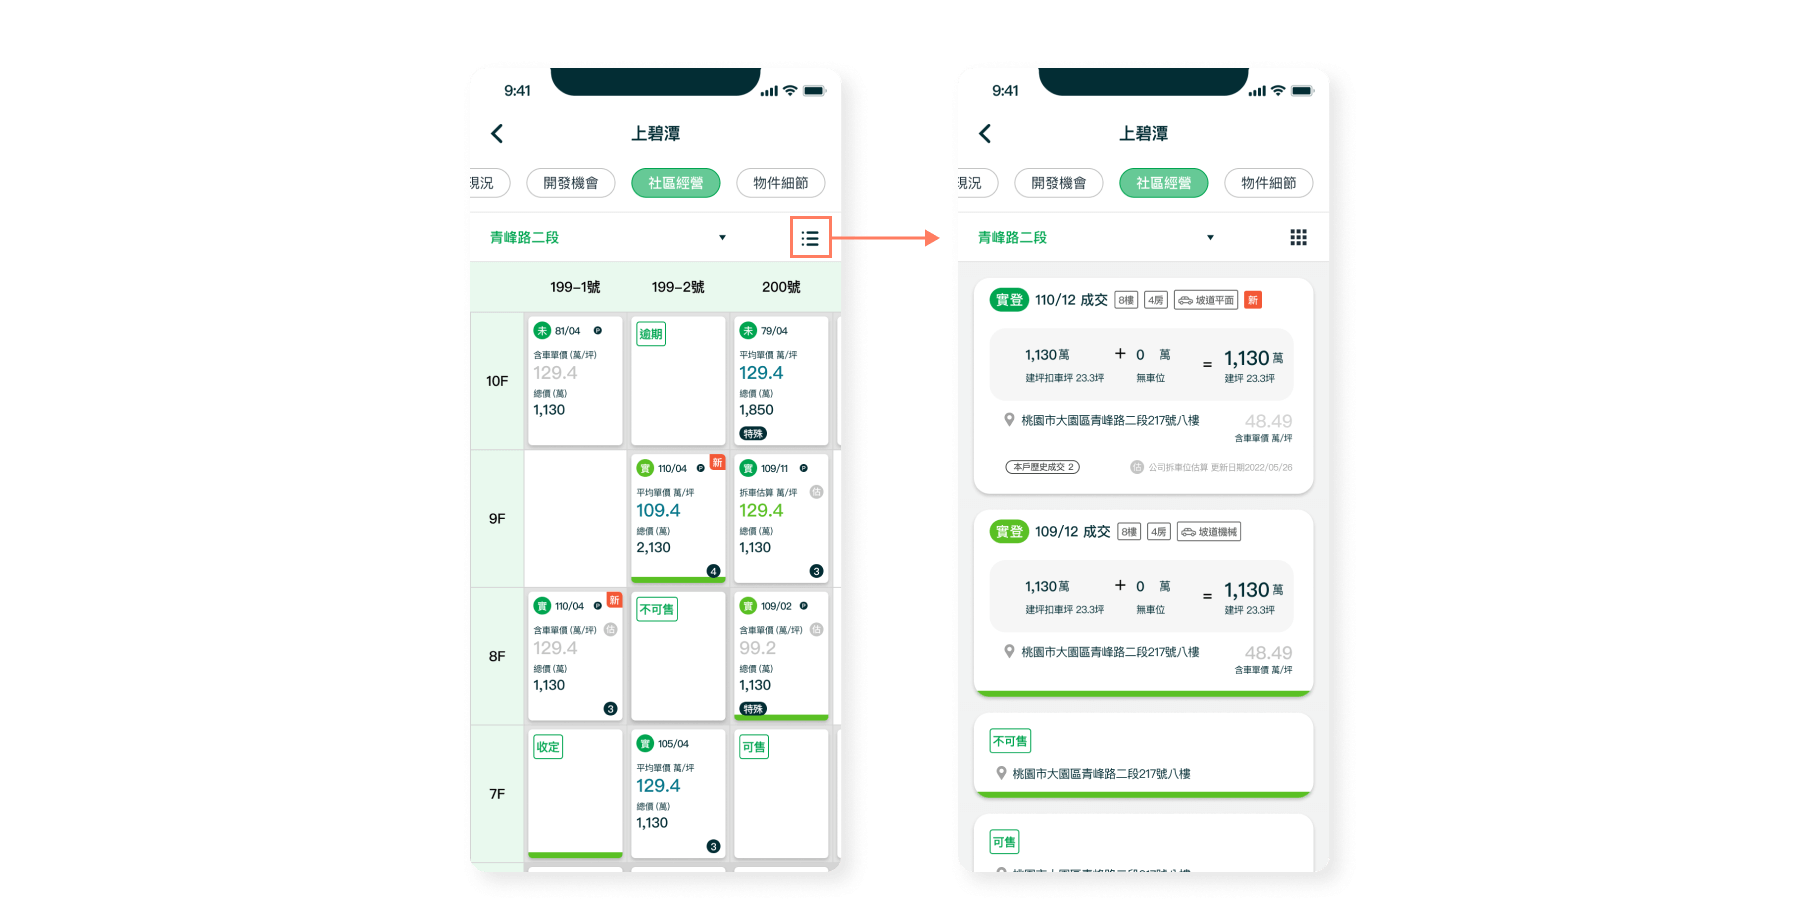 9:41
上碧潭
現況
開發機會
社區經營
物件細節
青峰路二段
199-1號
199-2號
200號
10F
未 81/04 P
含車單價 (萬/坪)
129.4
總價 (萬)
1,130
逾期
未 79/04
平均單價 萬/坪
129.4
總價 (萬)
1,850
特殊
9F
實 110/04 P 新
平均單價 萬/坪
109.4
總價 (萬)
2,130
4
實 109/11 P
拆車估算 萬/坪 估
129.4
總價 (萬)
1,130
3
8F
實 110/04 P 新
含車單價 (萬/坪) 估
129.4
總價 (萬)
1,130
3
不可售
實 109/02 P
含車單價 (萬/坪) 估
99.2
總價 (萬)
1,130
特殊
7F
收定
實 105/04
平均單價 萬/坪
129.4
總價 (萬)
1,130
3
可售
9:41
上碧潭
現況
開發機會
社區經營
物件細節
青峰路二段
實登 110/12 成交 8樓 4房 坡道平面 新
1,130萬 + 0 萬 = 1,130萬
建坪扣車坪 23.3坪 無車位 建坪 23.3坪
桃園市大園區青峰路二段217號八樓 48.49
含車單價 萬/坪
本戶歷史成交 2 估 公司拆車位估算 更新日期2022/05/26
實登 109/12 成交 8樓 4房 坡道機械
1,130萬 + 0 萬 = 1,130萬
建坪扣車坪 23.3坪 無車位 建坪 23.3坪
桃園市大園區青峰路二段217號八樓 48.49
含車單價 萬/坪
不可售
桃園市大園區青峰路二段217號八樓
可售
桃園市大園區青峰路二段217號八樓